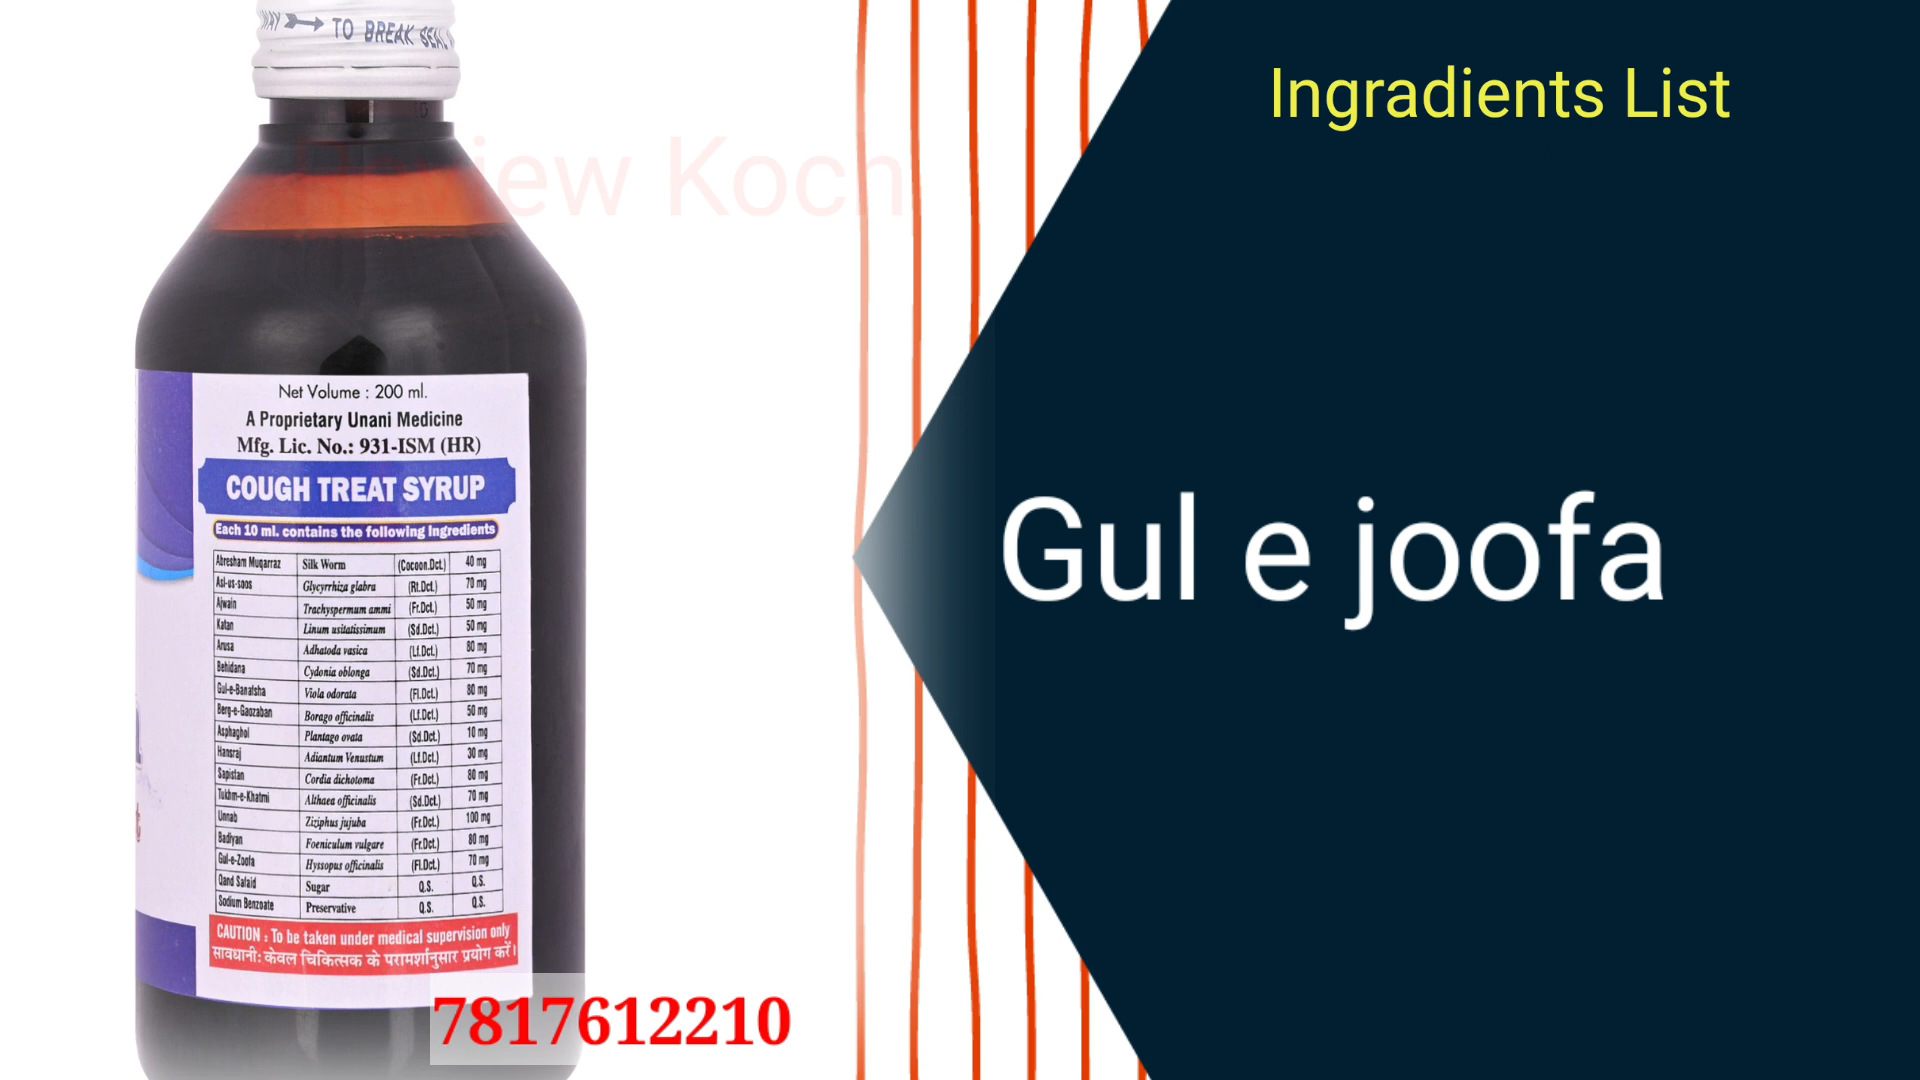 WAY TO BREAK SEAL
Review Koch
Net Volume : 200 ml.
A Proprietary Unani Medicine
Mfg. Lic. No.: 931-ISM (HR)
COUGH TREAT SYRUP
Each 10 ml. contains the following Ingredients
Abresham Muqarraz Silk Worm (Cocoon.Dct.) 40 mg
Asl-us-soos Glycyrrhiza glabra (Rt.Dct.) 70 mg
Ajwain Trachyspermum ammi (Fr.Dct.) 50 mg
Katan Linum usitatissimum (Sd.Dct.) 50 mg
Arusa Adhatoda vasica (Lf.Dct.) 80 mg
Behidana Cydonia oblonga (Sd.Dct.) 70 mg
Gul-e-Banafsha Viola odorata (Fl.Dct.) 80 mg
Berg-e-Gaozaban Borago officinalis (Lf.Dct.) 50 mg
Asphaghol Plantago ovata (Sd.Dct.) 10 mg
Hansraj Adiantum Venustum (Lf.Dct.) 30 mg
Sapistan Cordia dichotoma (Fr.Dct.) 80 mg
Tukhm-e-Khatmi Althaea officinalis (Sd.Dct.) 70 mg
Unnab Ziziphus jujuba (Fr.Dct.) 100 mg
Badiyan Foeniculum vulgare (Fr.Dct.) 80 mg
Gul-e-Zoofa Hyssopus officinalis (Fl.Dct.) 70 mg
Qand Safaid Sugar Q.S. Q.S.
Sodium Benzoate Preservative Q.S. Q.S.
CAUTION : To be taken under medical supervision only
सावधानी: केवल चिकित्सक के परामर्शानुसार प्रयोग करें।
7817612210
Ingradients List
Gul e joofa